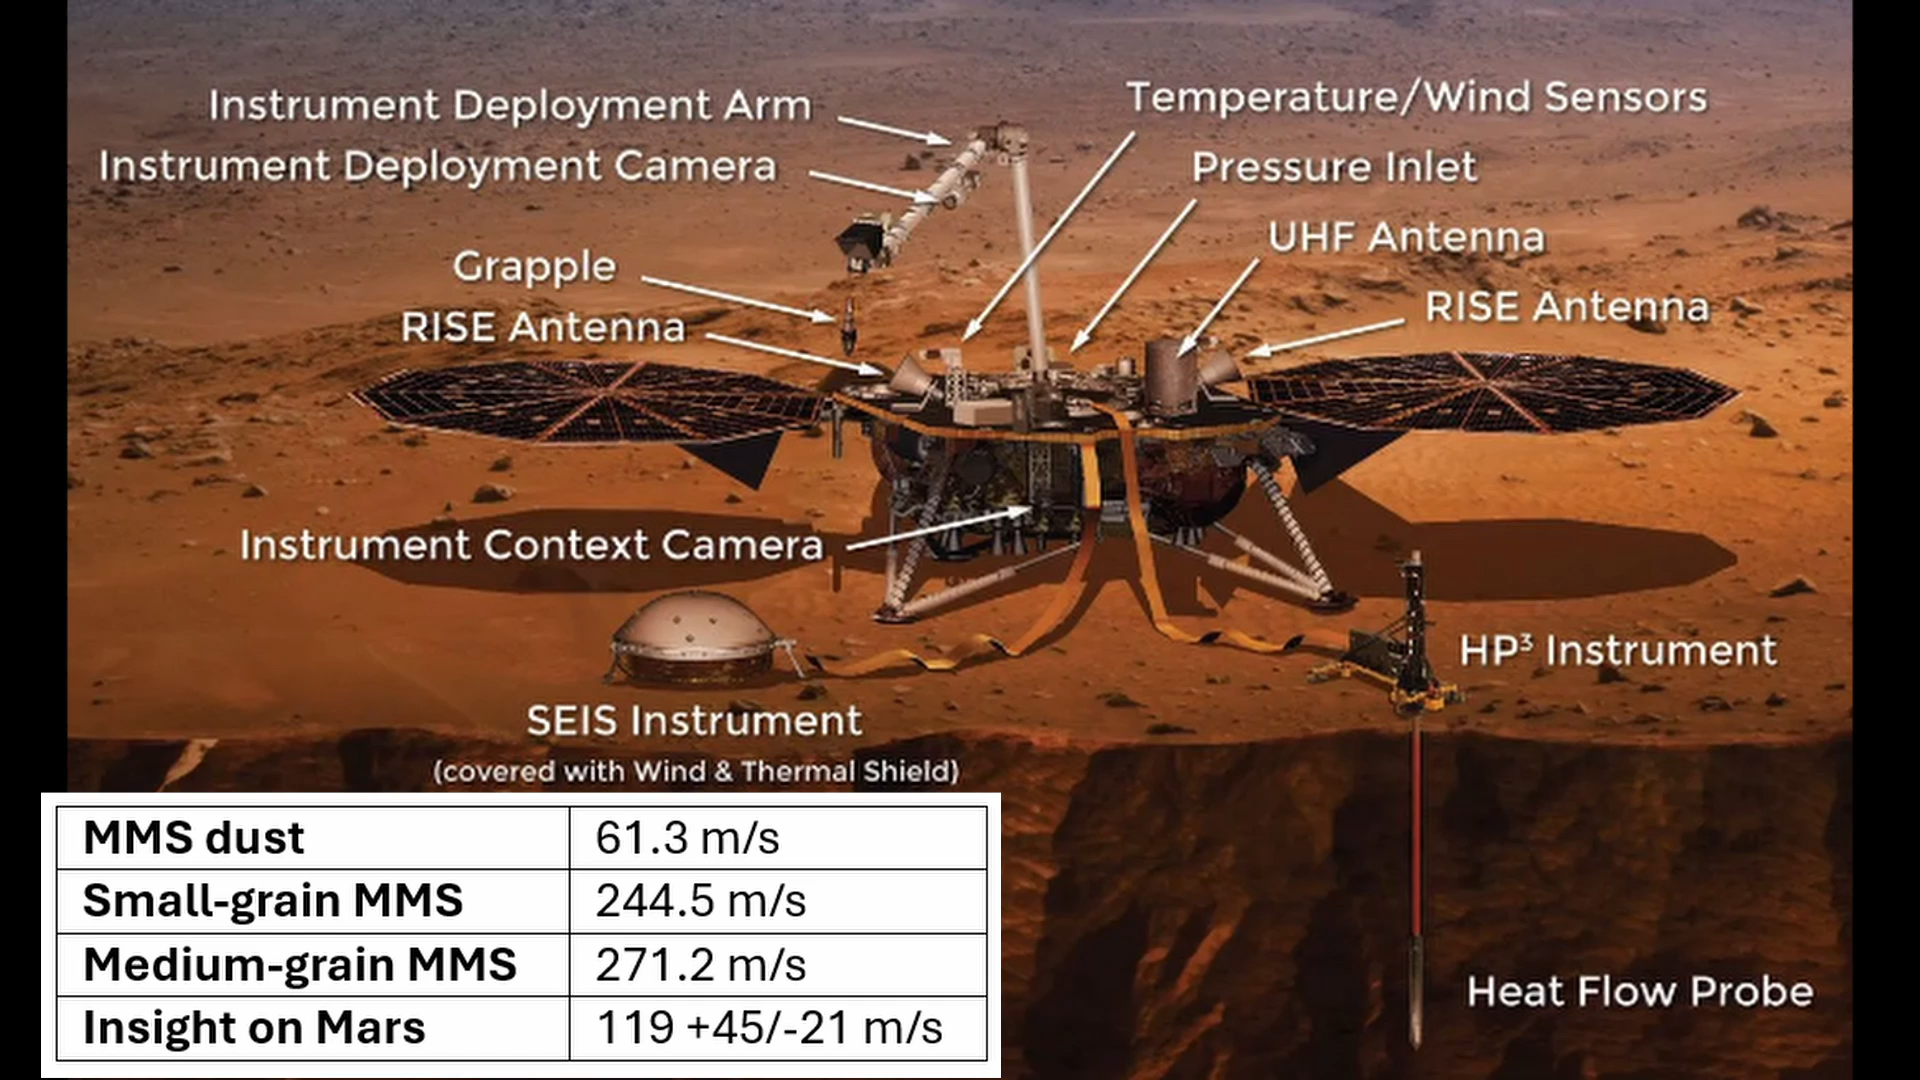 Instrument Deployment Arm
Instrument Deployment Camera
Grapple
RISE Antenna
Temperature/Wind Sensors
Pressure Inlet
UHF Antenna
RISE Antenna
Instrument Context Camera
HP³ Instrument
SEIS Instrument
(covered with Wind & Thermal Shield)
Heat Flow Probe
MMS dust 61.3 m/s
Small-grain MMS 244.5 m/s
Medium-grain MMS 271.2 m/s
Insight on Mars 119 +45/-21 m/s